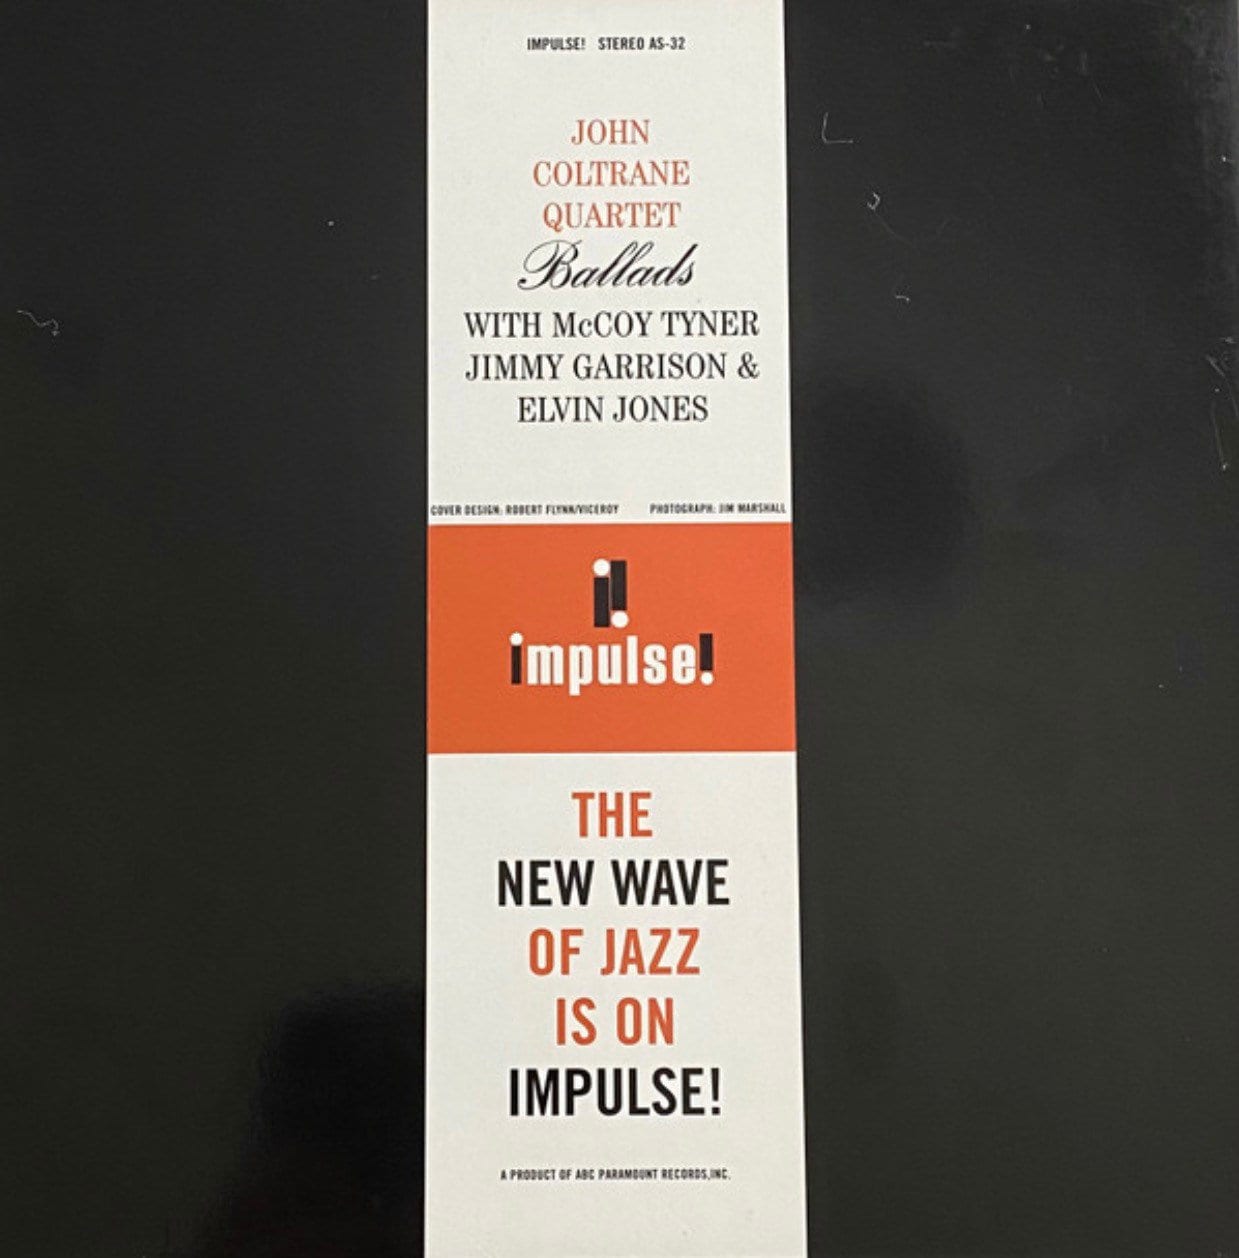 IMPULSE! STEREO AS-32
JOHN
COLTRANE
QUARTET
Ballads
WITH McCOY TYNER
JIMMY GARRISON &
ELVIN JONES
COVER DESIGN: ROBERT FLYNN/VICEROY PHOTOGRAPH: JIM MARSHALL
i!
impulse!
THE
NEW WAVE
OF JAZZ
IS ON
IMPULSE!
A PRODUCT OF ABC PARAMOUNT RECORDS, INC.